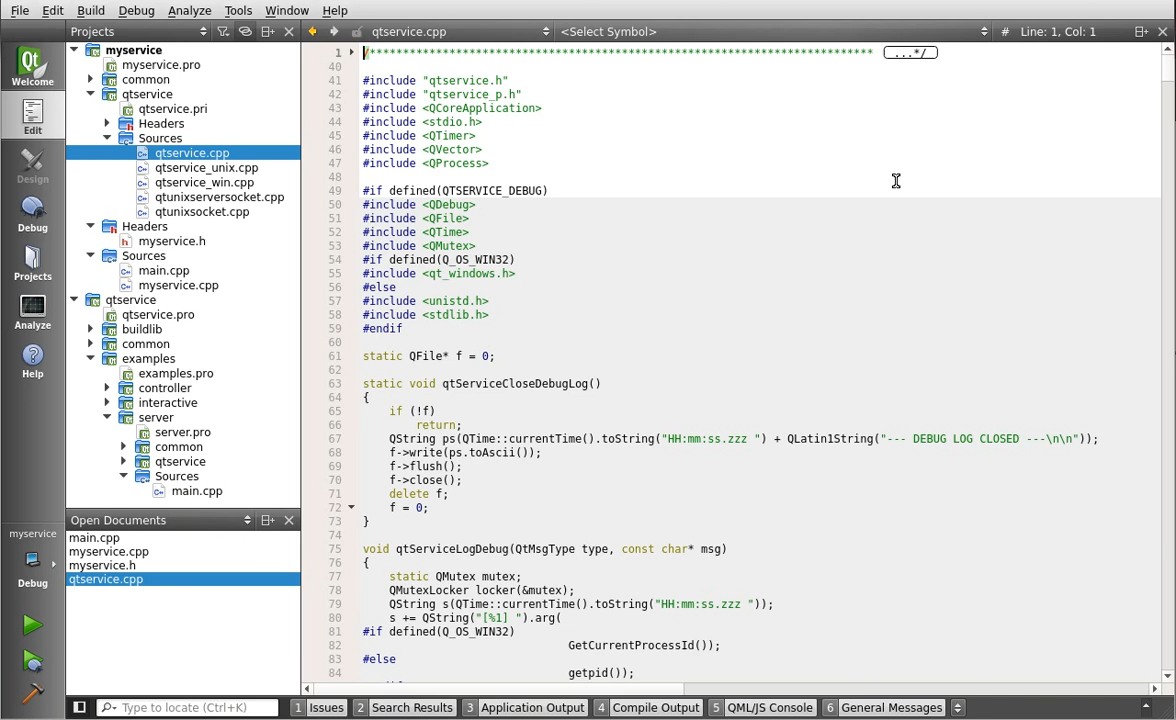 File Edit Build Debug Analyze Tools Window Help
Projects
qtservice.cpp <Select Symbol> # Line: 1, Col: 1
Welcome
Edit
Design
Debug
Projects
Analyze
Help
myservice
Debug
myservice
myservice.pro
common
qtservice
qtservice.pri
Headers
Sources
qtservice.cpp
qtservice_unix.cpp
qtservice_win.cpp
qtunixserversocket.cpp
qtunixsocket.cpp
Headers
myservice.h
Sources
main.cpp
myservice.cpp
qtservice
qtservice.pro
buildlib
common
examples
examples.pro
controller
interactive
server
server.pro
common
qtservice
Sources
main.cpp
Open Documents
main.cpp
myservice.cpp
myservice.h
qtservice.cpp
1 /**************************************************************************** ...*/
40
41 #include "qtservice.h"
42 #include "qtservice_p.h"
43 #include <QCoreApplication>
44 #include <stdio.h>
45 #include <QTimer>
46 #include <QVector>
47 #include <QProcess>
48
49 #if defined(QTSERVICE_DEBUG)
50 #include <QDebug>
51 #include <QFile>
52 #include <QTime>
53 #include <QMutex>
54 #if defined(Q_OS_WIN32)
55 #include <qt_windows.h>
56 #else
57 #include <unistd.h>
58 #include <stdlib.h>
59 #endif
60
61 static QFile* f = 0;
62
63 static void qtServiceCloseDebugLog()
64 {
65     if (!f)
66         return;
67     QString ps(QTime::currentTime().toString("HH:mm:ss.zzz ") + QLatin1String("--- DEBUG LOG CLOSED ---\n\n"));
68     f->write(ps.toAscii());
69     f->flush();
70     f->close();
71     delete f;
72     f = 0;
73 }
74
75 void qtServiceLogDebug(QtMsgType type, const char* msg)
76 {
77     static QMutex mutex;
78     QMutexLocker locker(&mutex);
79     QString s(QTime::currentTime().toString("HH:mm:ss.zzz "));
80     s += QString("[%1] ").arg(
81 #if defined(Q_OS_WIN32)
82                                GetCurrentProcessId());
83 #else
84                                getpid());
Type to locate (Ctrl+K) 1 Issues 2 Search Results 3 Application Output 4 Compile Output 5 QML/JS Console 6 General Messages